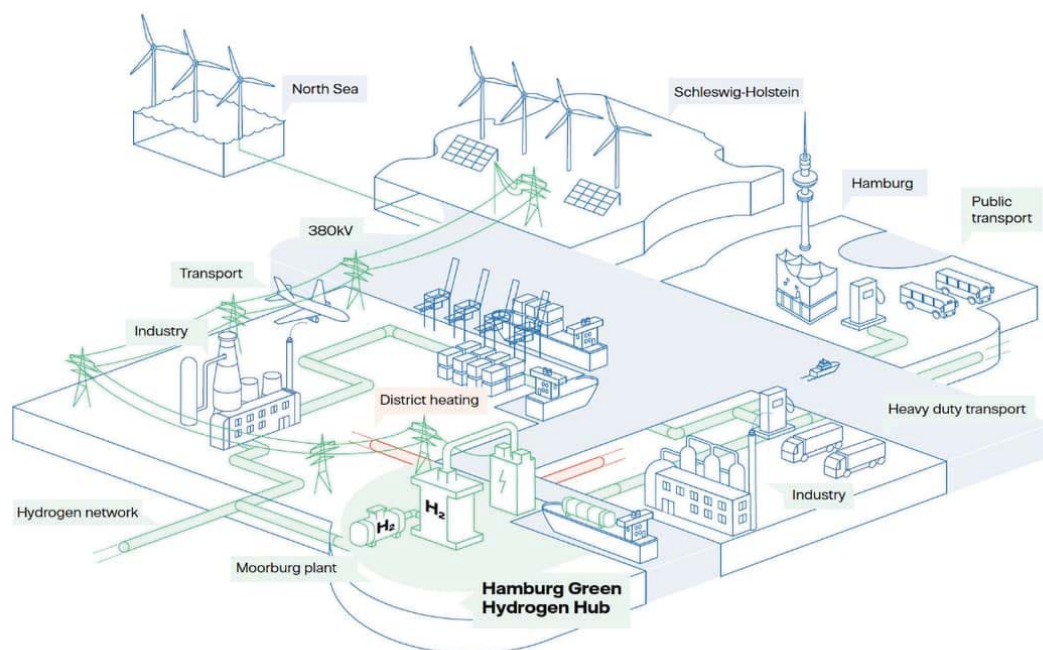 North Sea
Schleswig-Holstein
Hamburg
Public
transport
380kV
Transport
Industry
District heating
Heavy duty transport
Industry
Hydrogen network
H₂
H₂
Moorburg plant
Hamburg Green
Hydrogen Hub